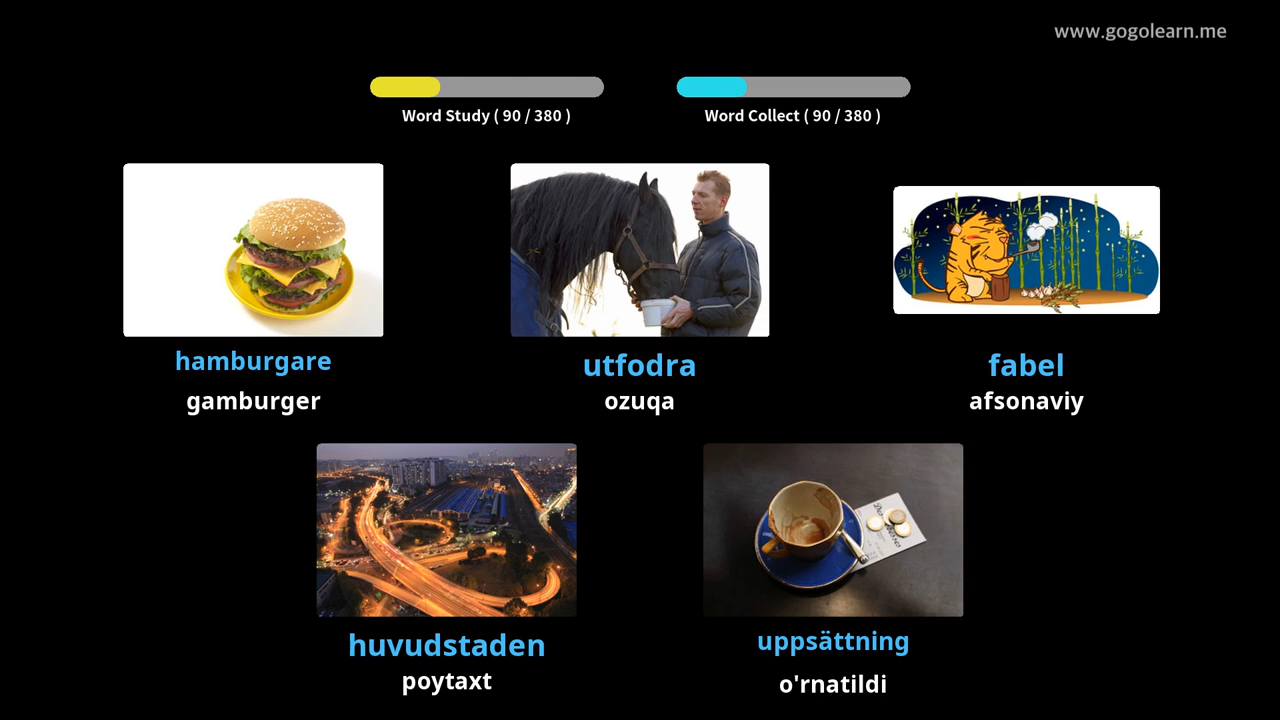 www.gogolearn.me
Word Study ( 90 / 380 )
Word Collect ( 90 / 380 )
hamburgare
gamburger
utfodra
ozuqa
fabel
afsonaviy
huvudstaden
poytaxt
uppsättning
o'rnatildi